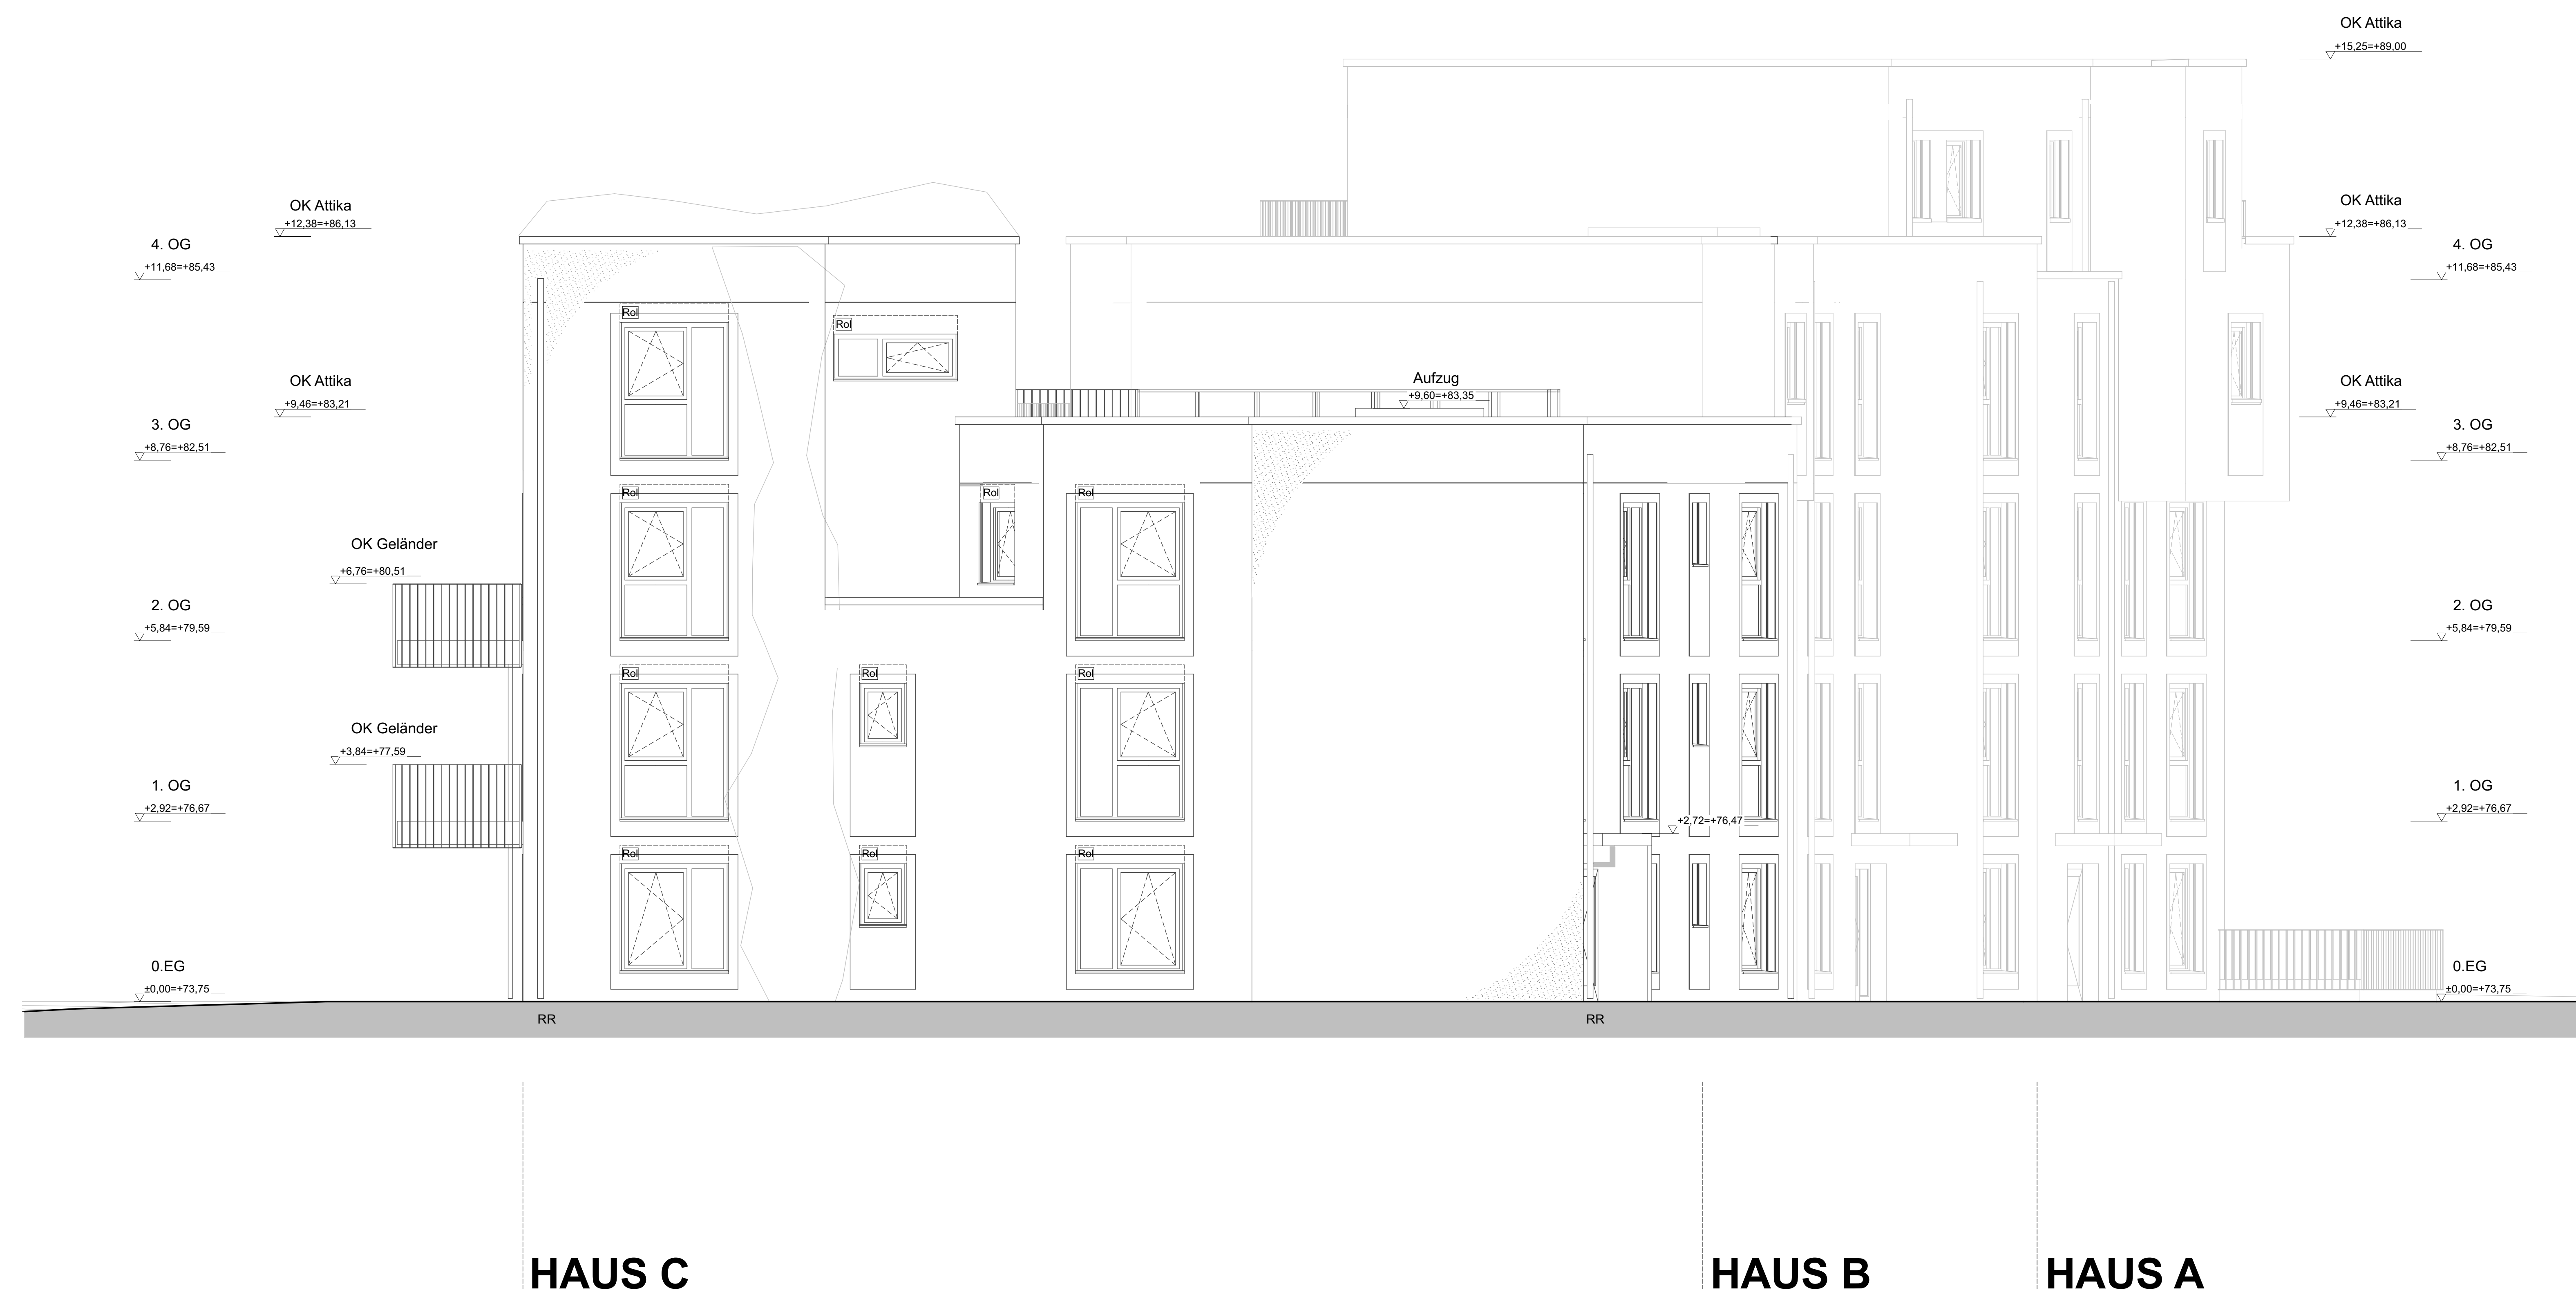 OK Attika
+15,25=+89,00
OK Attika
+12,38=+86,13
OK Attika
+12,38=+86,13
4. OG
+11,68=+85,43
4. OG
+11,68=+85,43
Rol
Rol
OK Attika
+9,46=+83,21
Aufzug
+9,60=+83,35
OK Attika
+9,46=+83,21
3. OG
+8,76=+82,51
3. OG
+8,76=+82,51
Rol
Rol
Rol
OK Geländer
+6,76=+80,51
2. OG
+5,84=+79,59
2. OG
+5,84=+79,59
Rol
Rol
Rol
OK Geländer
+3,84=+77,59
1. OG
+2,92=+76,67
1. OG
+2,92=+76,67
+2,72=+76,47
Rol
Rol
Rol
0.EG
±0,00=+73,75
0.EG
±0,00=+73,75
RR
RR
HAUS C
HAUS B
HAUS A